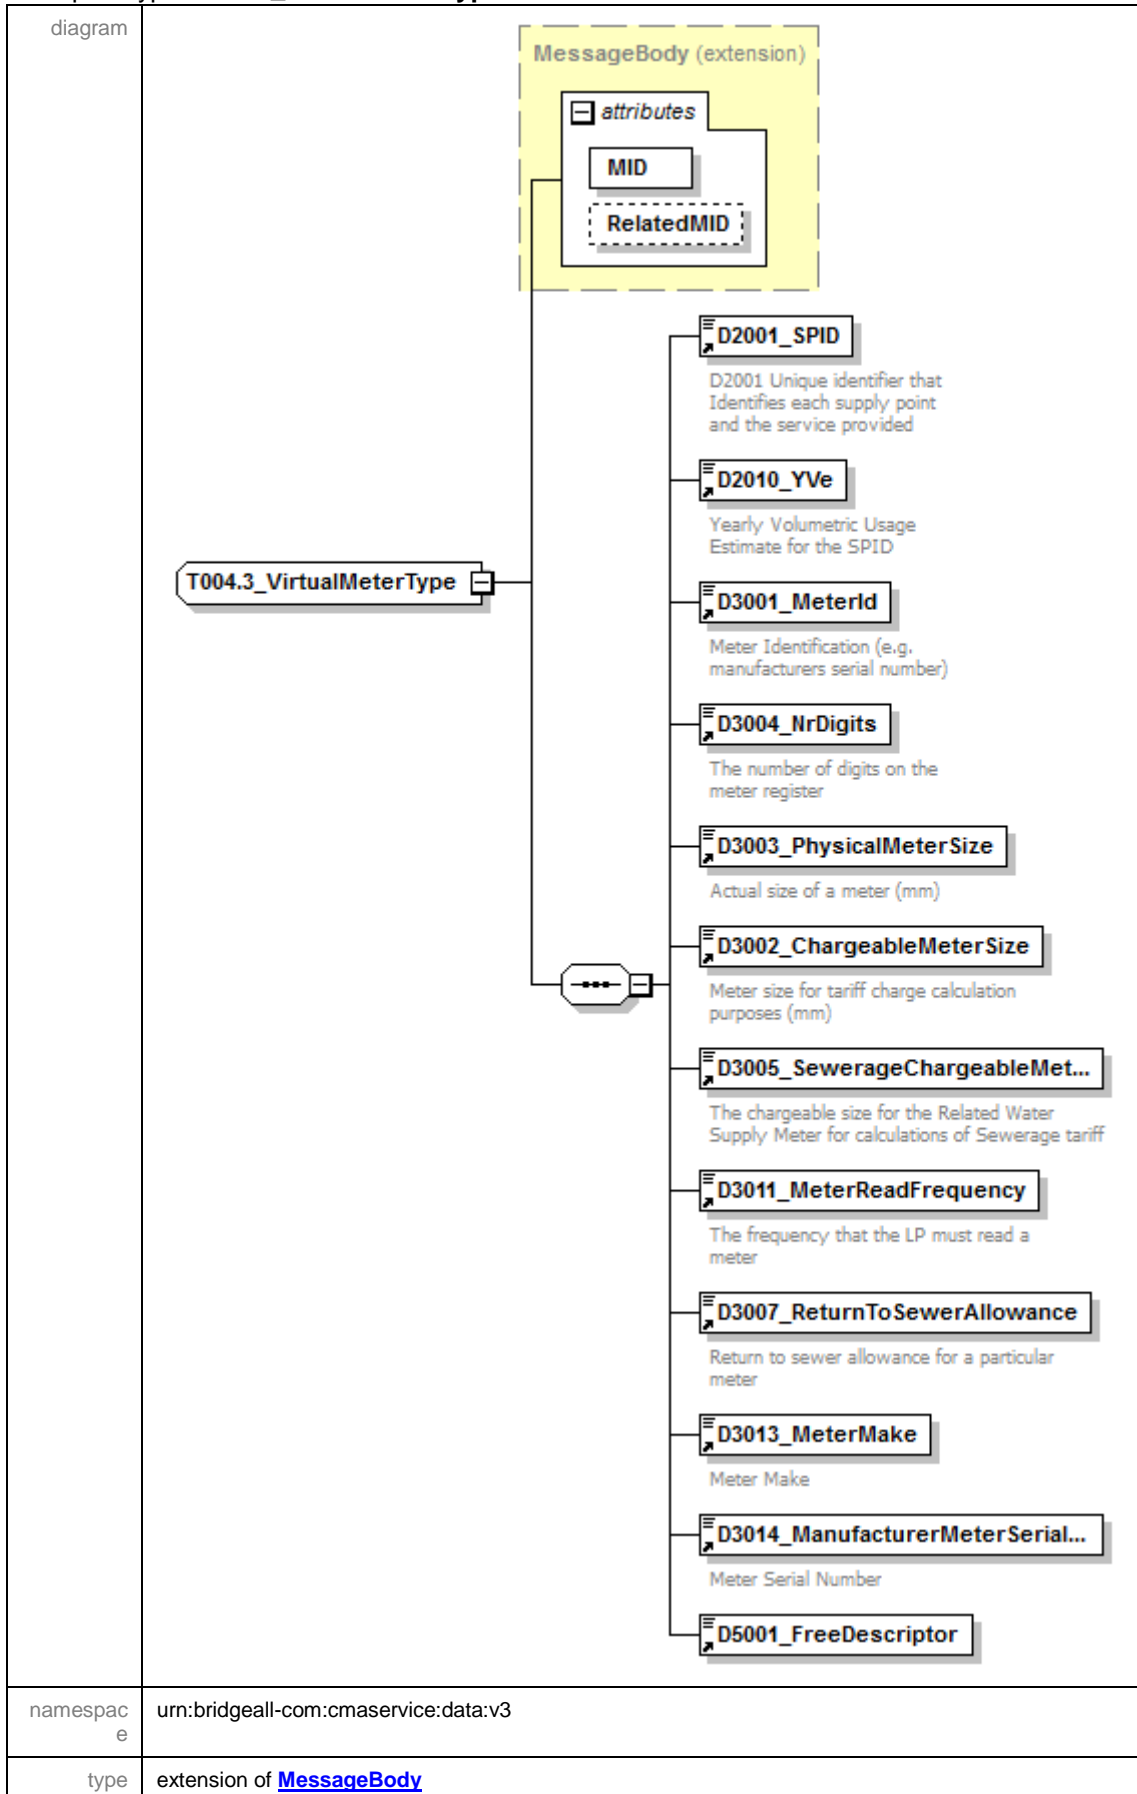 diagram
MessageBody (extension)
attributes
MID
RelatedMID
T004.3_VirtualMeterType
D2001_SPID
D2001 Unique identifier that
Identifies each supply point
and the service provided
D2010_YVe
Yearly Volumetric Usage
Estimate for the SPID
D3001_MeterId
Meter Identification (e.g.
manufacturers serial number)
D3004_NrDigits
The number of digits on the
meter register
D3003_PhysicalMeterSize
Actual size of a meter (mm)
D3002_ChargeableMeterSize
Meter size for tariff charge calculation
purposes (mm)
D3005_SewerageChargeableMet...
The chargeable size for the Related Water
Supply Meter for calculations of Sewerage tariff
D3011_MeterReadFrequency
The frequency that the LP must read a
meter
D3007_ReturnToSewerAllowance
Return to sewer allowance for a particular
meter
D3013_MeterMake
Meter Make
D3014_ManufacturerMeterSerial...
Meter Serial Number
D5001_FreeDescriptor
namespac
e
urn:bridgeall-com:cmaservice:data:v3
type
extension of MessageBody